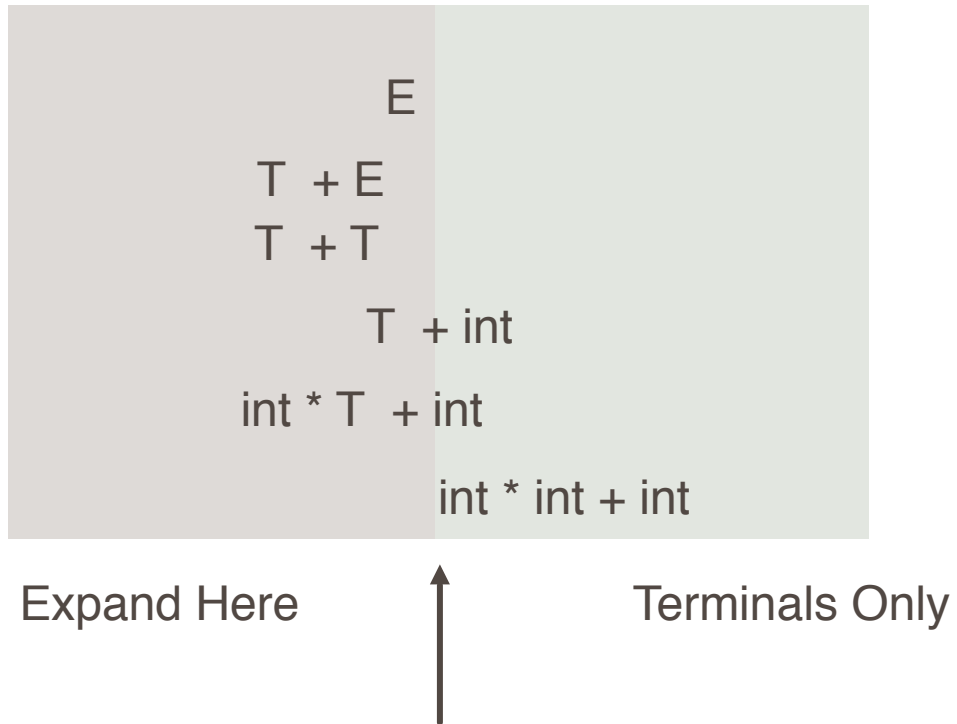 E
T + E
T + T
T + int
int * T + int
int * int + int
Expand Here Terminals Only